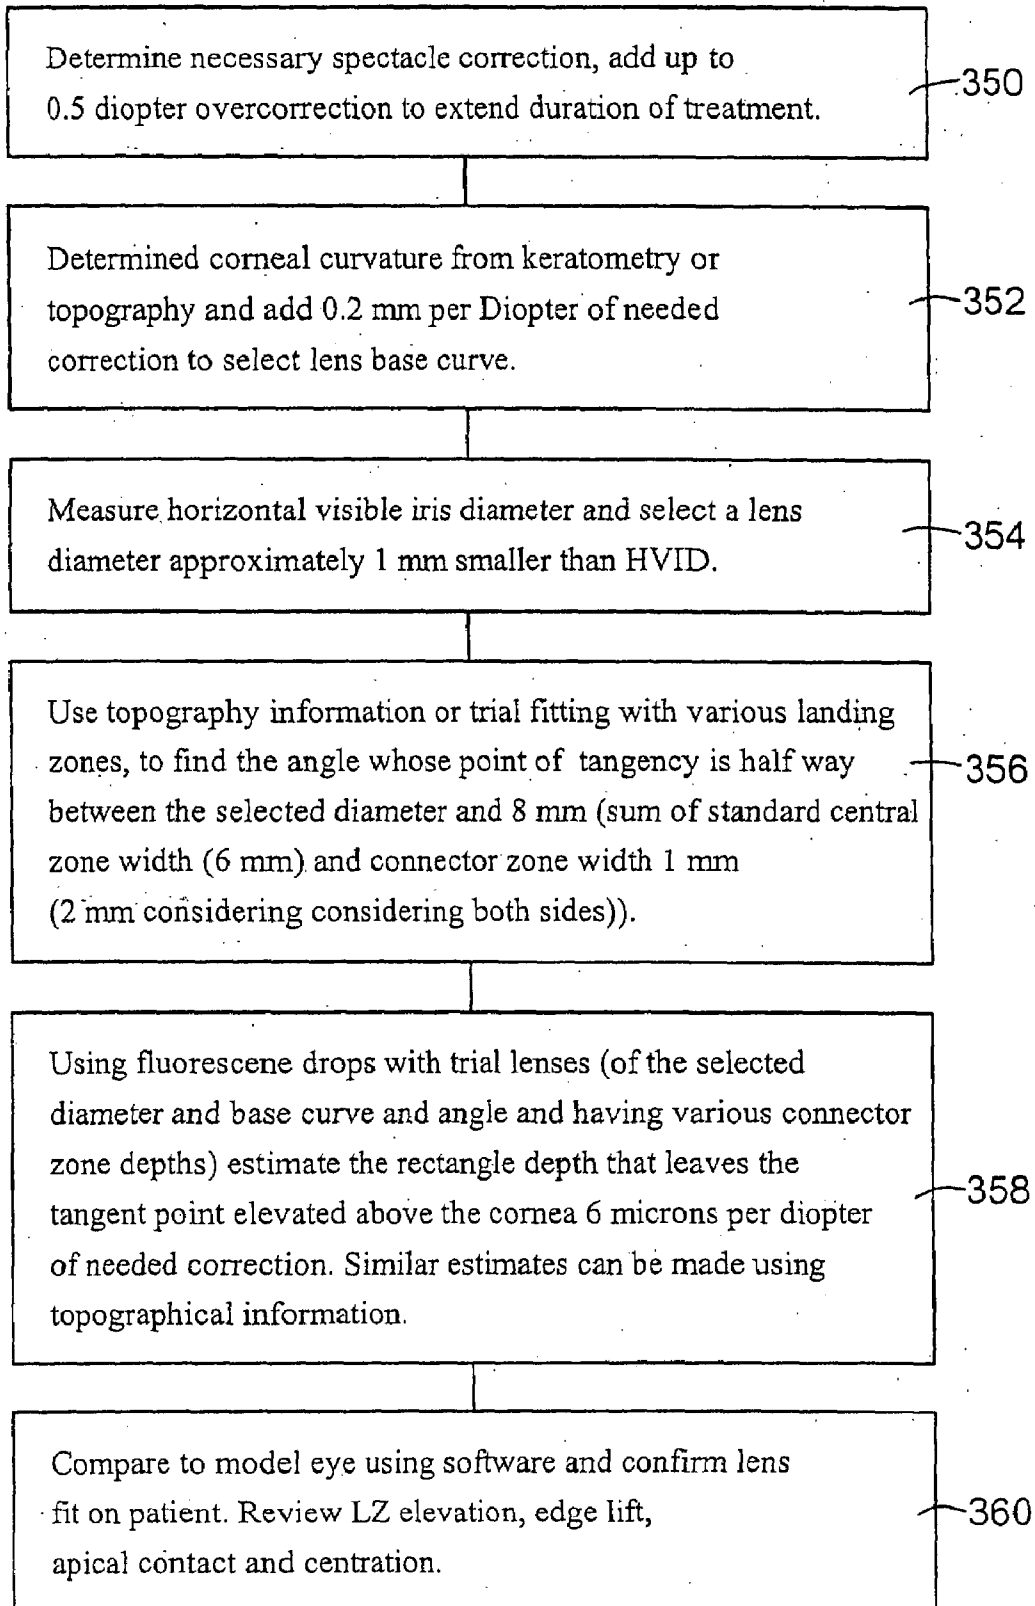 Determine necessary spectacle correction, add up to
0.5 diopter overcorrection to extend duration of treatment.
350
Determined corneal curvature from keratometry or
topography and add 0.2 mm per Diopter of needed
correction to select lens base curve.
352
Measure horizontal visible iris diameter and select a lens
diameter approximately 1 mm smaller than HVID.
354
Use topography information or trial fitting with various landing
zones, to find the angle whose point of tangency is half way
between the selected diameter and 8 mm (sum of standard central
zone width (6 mm) and connector zone width 1 mm
(2 mm considering considering both sides)).
356
Using fluorescene drops with trial lenses (of the selected
diameter and base curve and angle and having various connector
zone depths) estimate the rectangle depth that leaves the
tangent point elevated above the cornea 6 microns per diopter
of needed correction. Similar estimates can be made using
topographical information.
358
Compare to model eye using software and confirm lens
fit on patient. Review LZ elevation, edge lift,
apical contact and centration.
360